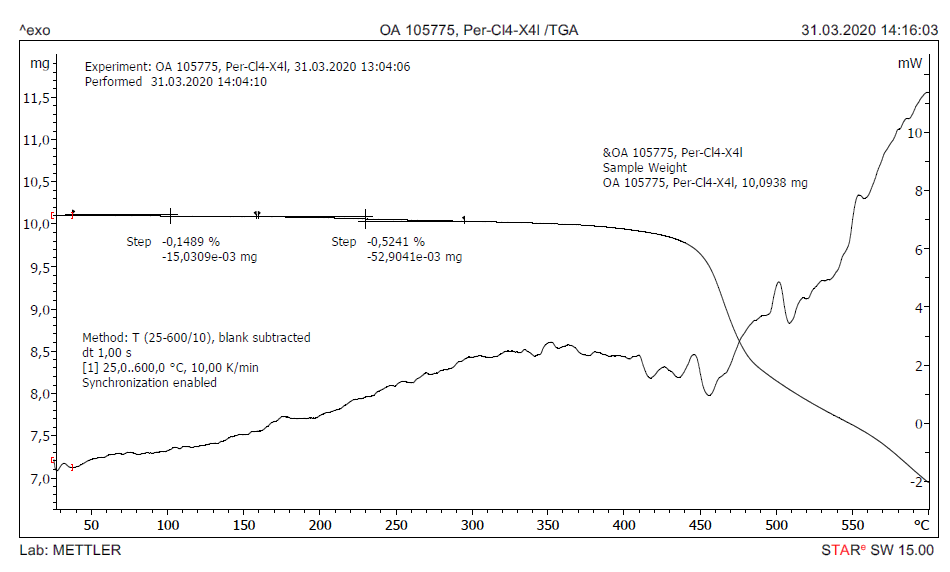 ^exo OA 105775, Per-Cl4-X4l /TGA 31.03.2020 14:16:03
mg mW
Experiment: OA 105775, Per-Cl4-X4l, 31.03.2020 13:04:06
Performed 31.03.2020 14:04:10
11,5
11,0
10,5
10,0
9,5
9,0
8,5
8,0
7,5
7,0
&OA 105775, Per-Cl4-X4l
Sample Weight
OA 105775, Per-Cl4-X4l, 10,0938 mg
Step -0,1489 %
-15,0309e-03 mg
Step -0,5241 %
-52,9041e-03 mg
Method: T (25-600/10), blank subtracted
dt 1,00 s
[1] 25,0..600,0 °C, 10,00 K/min
Synchronization enabled
10
8
6
4
2
0
-2
50 100 150 200 250 300 350 400 450 500 550 °C
Lab: METTLER STARe SW 15.00